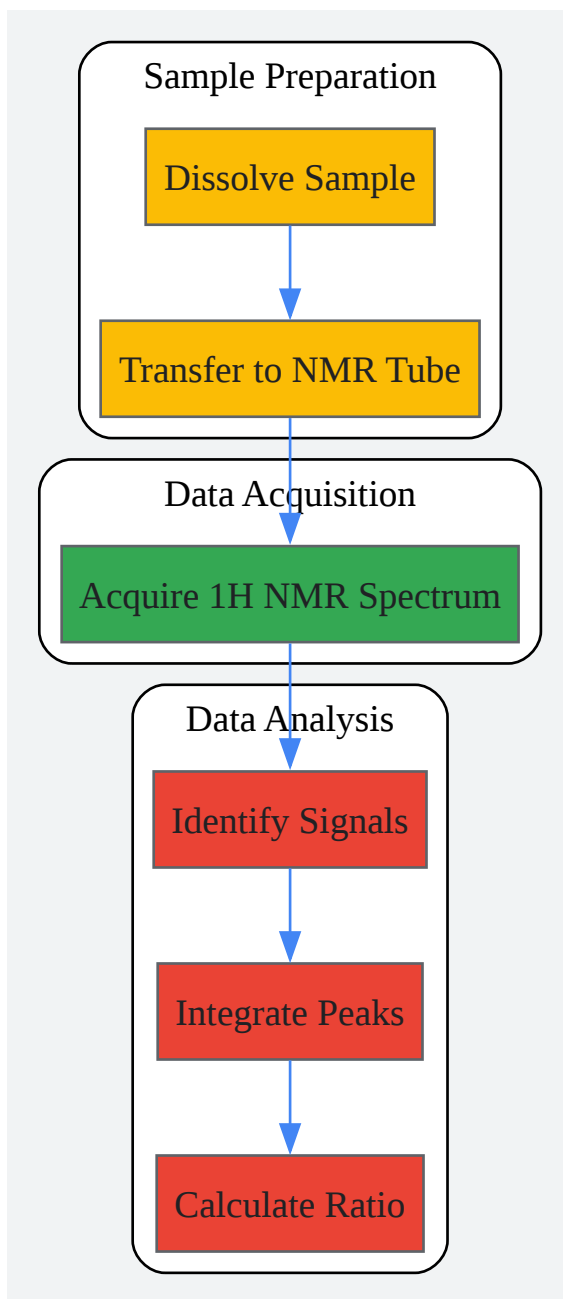 Sample Preparation
Dissolve Sample
Transfer to NMR Tube
Data Acquisition
Acquire 1H NMR Spectrum
Data Analysis
Identify Signals
Integrate Peaks
Calculate Ratio